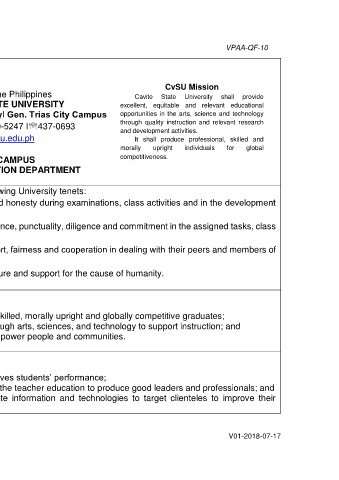 VPAA-QF-10
e Philippines
TE UNIVERSITY
yl Gen. Trias City Campus
-5247 I ☏437-0693
u.edu.ph
CAMPUS
TION DEPARTMENT
CvSU Mission
Cavite State University shall provide
excellent, equitable and relevant educational
opportunities in the arts, science and technology
through quality instruction and relevant research
and development activities.
It shall produce professional, skilled and
morally upright individuals for global
competitiveness.
wing University tenets:
d honesty during examinations, class activities and in the development
nce, punctuality, diligence and commitment in the assigned tasks, class
rt, fairness and cooperation in dealing with their peers and members of
ure and support for the cause of humanity.
killed, morally upright and globally competitive graduates;
ugh arts, sciences, and technology to support instruction; and
power people and communities.
ves students' performance;
the teacher education to produce good leaders and professionals; and
te information and technologies to target clienteles to improve their
V01-2018-07-17